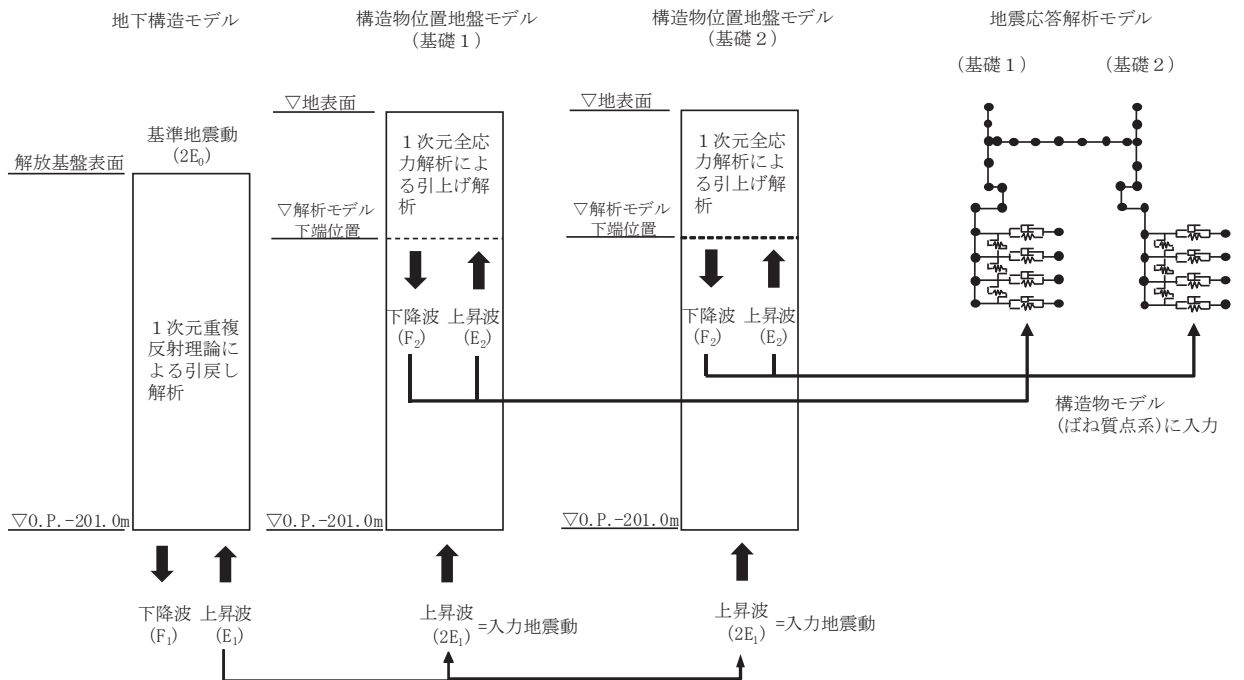 地下構造モデル
構造物位置地盤モデル
(基礎１)
構造物位置地盤モデル
(基礎２)
地震応答解析モデル
(基礎１)
(基礎２)
解放基盤表面
基準地震動
(2E₀)
１次元重複
反射理論に
よる引戻し
解析
▽O.P.-201.0m
下降波
(F₁)
上昇波
(E₁)
▽地表面
１次元全応
力解析によ
る引上げ解
析
▽解析モデル
下端位置
下降波
(F₂)
上昇波
(E₂)
▽O.P.-201.0m
上昇波
(2E₁)
=入力地震動
▽地表面
１次元全応
力解析によ
る引上げ解
析
▽解析モデル
下端位置
下降波
(F₂)
上昇波
(E₂)
▽O.P.-201.0m
上昇波
(2E₁)
=入力地震動
構造物モデル
(ばね質点系)に入力